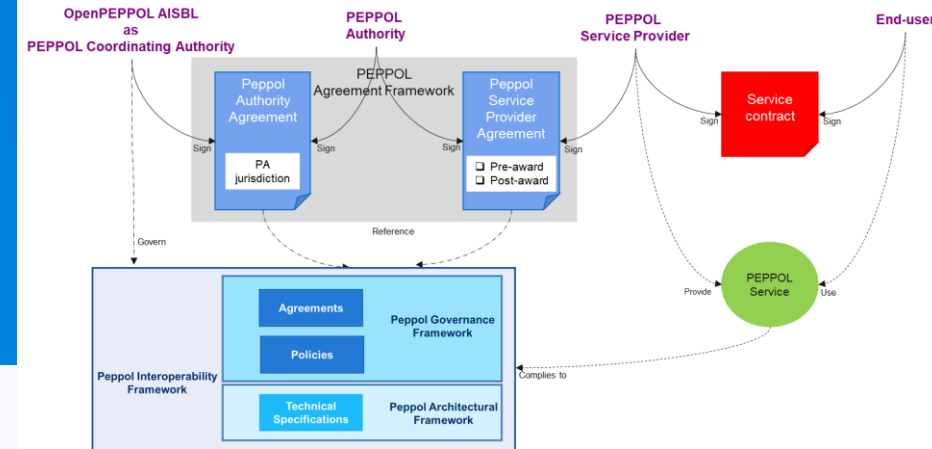 OpenPEPPOL AISBL
as
PEPPOL Coordinating Authority
PEPPOL
Authority
PEPPOL
Service Provider
End-user
PEPPOL
Agreement Framework
Peppol
Authority
Agreement
PA
jurisdiction
Peppol
Service
Provider
Agreement
❑ Pre-award
❑ Post-award
Service
contract
Sign
Sign
Sign
Sign
Sign
Sign
Reference
Govern
PEPPOL
Service
Provide
Use
Complies to
Peppol Interoperability
Framework
Agreements
Policies
Peppol Governance
Framework
Technical
Specifications
Peppol Architectural
Framework